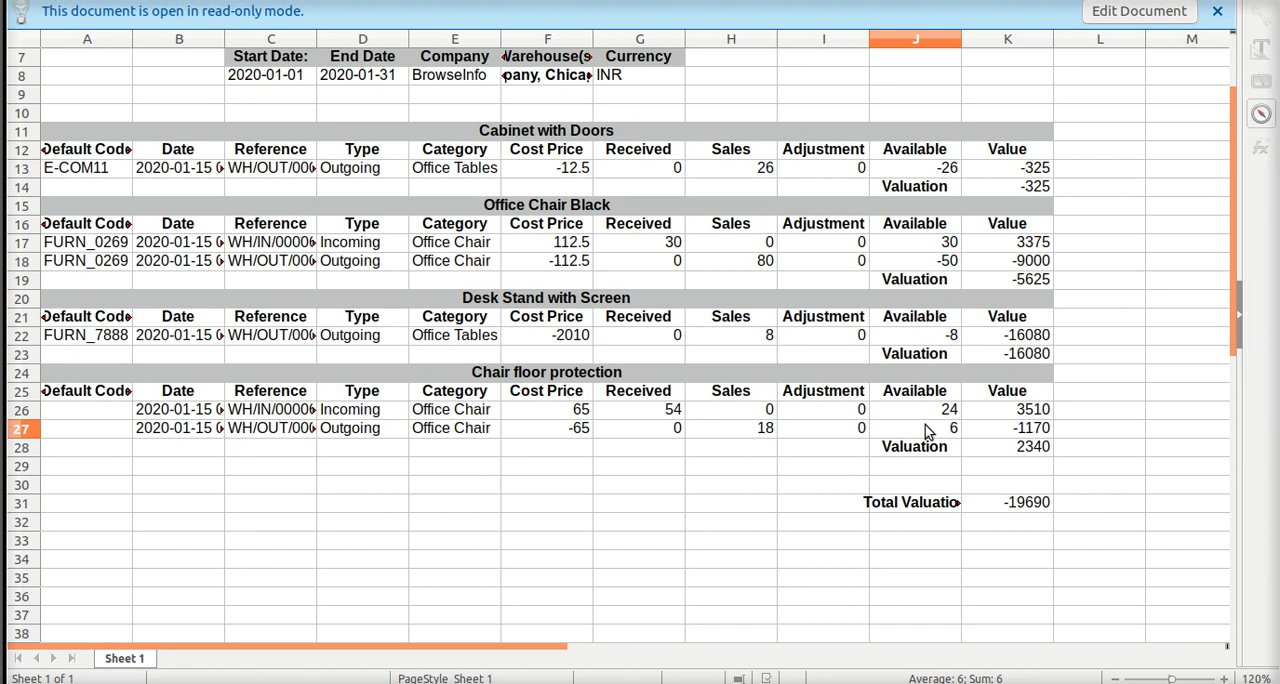 This document is open in read-only mode. Edit Document
A B C D E F G H I J K L M
7 Start Date: End Date Company Varehouse(s Currency
8 2020-01-01 2020-01-31 BrowseInfo pany, Chica INR
9
10
11 Cabinet with Doors
12 Default Code Date Reference Type Category Cost Price Received Sales Adjustment Available Value
13 E-COM11 2020-01-15 0 WH/OUT/000 Outgoing Office Tables -12.5 0 26 0 -26 -325
14 Valuation -325
15 Office Chair Black
16 Default Code Date Reference Type Category Cost Price Received Sales Adjustment Available Value
17 FURN_0269 2020-01-15 0 WH/IN/0000 Incoming Office Chair 112.5 30 0 0 30 3375
18 FURN_0269 2020-01-15 0 WH/OUT/000 Outgoing Office Chair -112.5 0 80 0 -50 -9000
19 Valuation -5625
20 Desk Stand with Screen
21 Default Code Date Reference Type Category Cost Price Received Sales Adjustment Available Value
22 FURN_7888 2020-01-15 0 WH/OUT/000 Outgoing Office Tables -2010 0 8 0 -8 -16080
23 Valuation -16080
24 Chair floor protection
25 Default Code Date Reference Type Category Cost Price Received Sales Adjustment Available Value
26 2020-01-15 0 WH/IN/0000 Incoming Office Chair 65 54 0 0 24 3510
27 2020-01-15 0 WH/OUT/000 Outgoing Office Chair -65 0 18 0 6 -1170
28 Valuation 2340
29
30
31 Total Valuatio -19690
32
33
34
35
36
37
38
Sheet 1
Sheet 1 of 1 PageStyle_Sheet 1 Average: 6; Sum: 6 120%